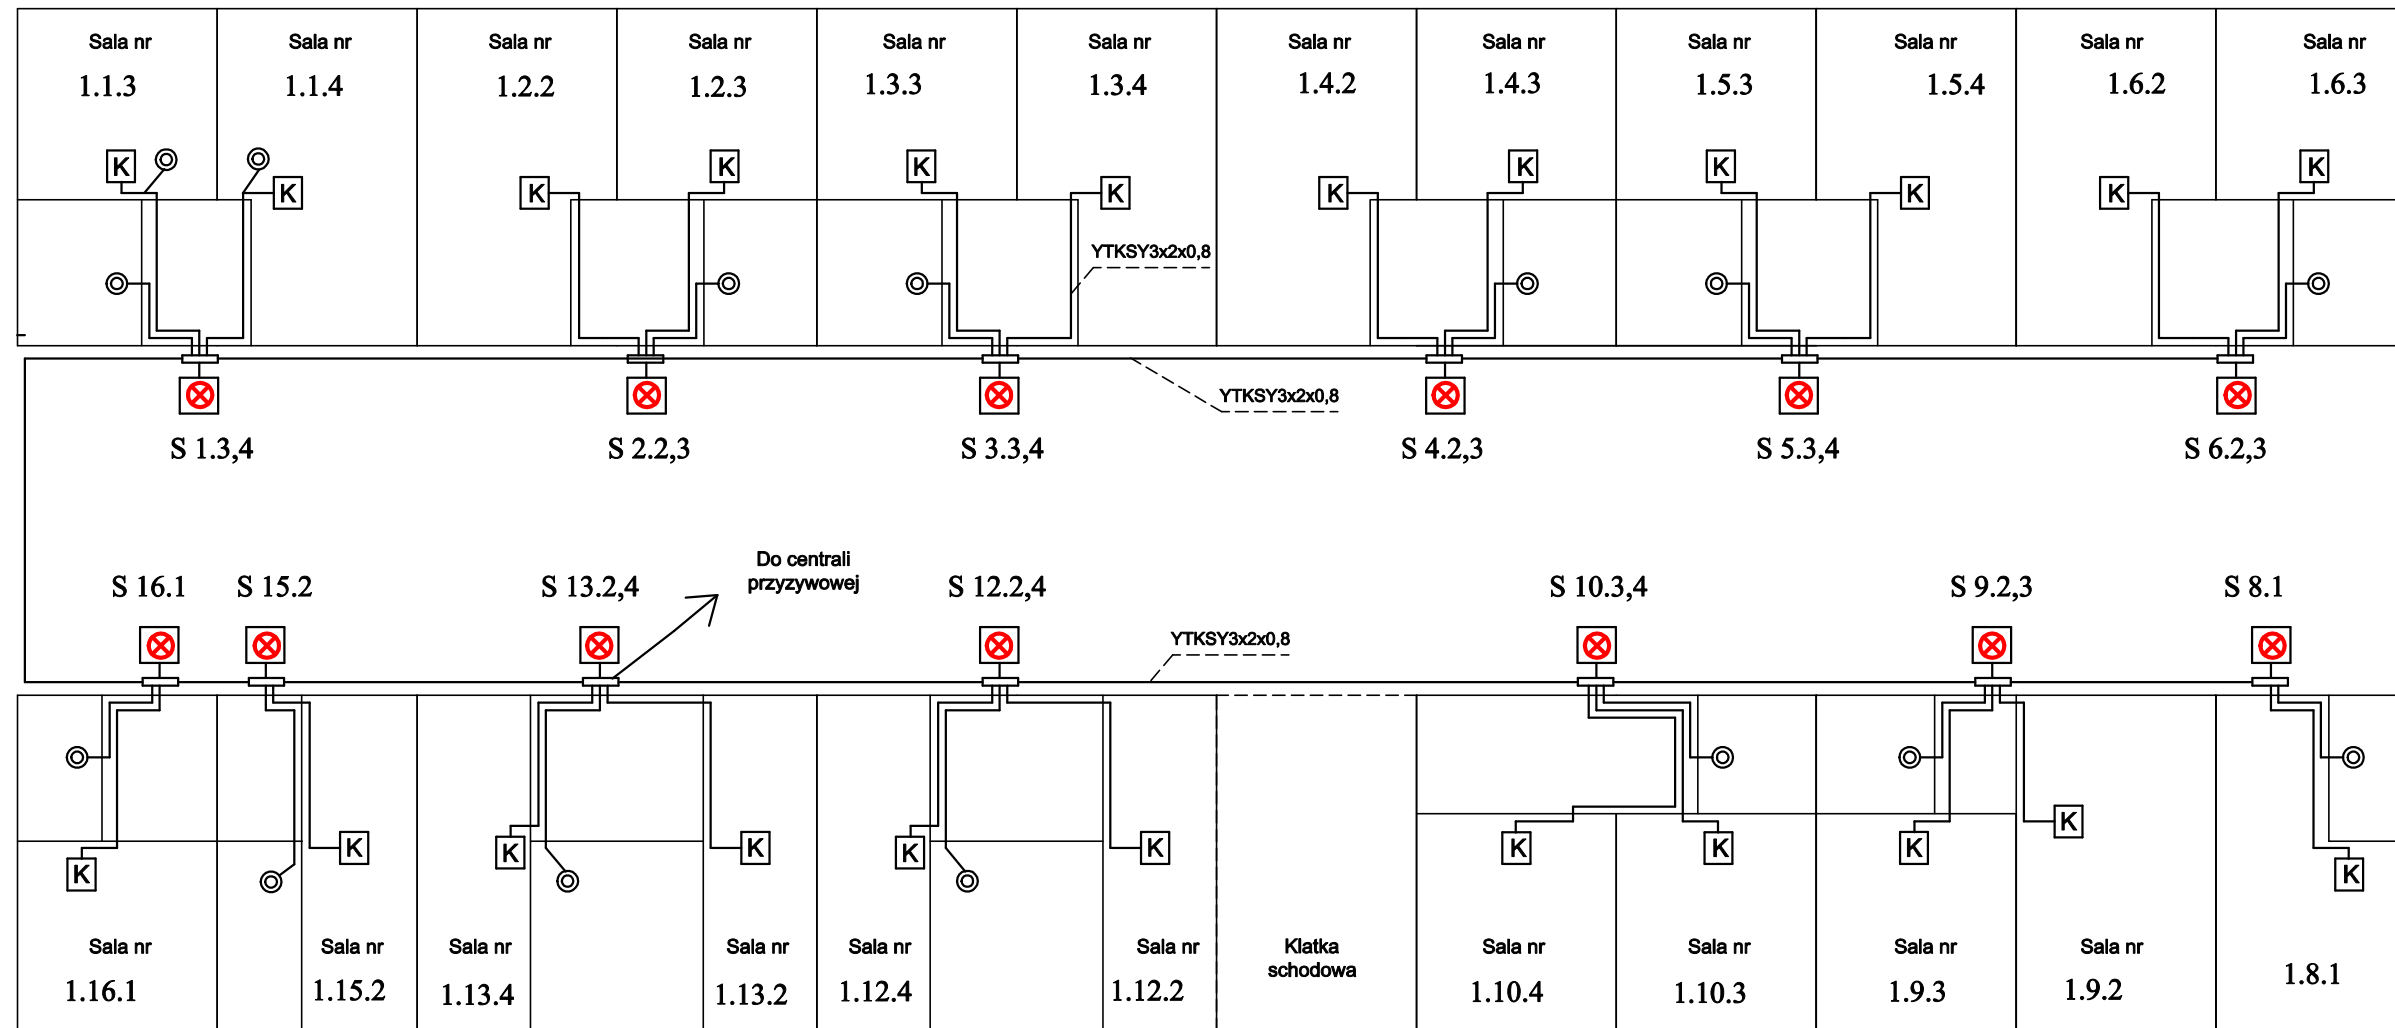 Sala nr Sala nr Sala nr Sala nr Sala nr Sala nr Sala nr Sala nr Sala nr Sala nr Sala nr Sala nr
1.1.3 1.1.4 1.2.2 1.2.3 1.3.3 1.3.4 1.4.2 1.4.3 1.5.3 1.5.4 1.6.2 1.6.3
K K K K K K K K K K K K
YTKSY3x2x0,8
YTKSY3x2x0,8
S 1.3,4 S 2.2,3 S 3.3,4 S 4.2,3 S 5.3,4 S 6.2,3
Do centrali
przyzywowej
S 16.1 S 15.2 S 13.2,4 S 12.2,4 S 10.3,4 S 9.2,3 S 8.1
YTKSY3x2x0,8
K K K K K K K K K K K
Sala nr Sala nr Sala nr Sala nr Sala nr Sala nr Klatka Sala nr Sala nr Sala nr Sala nr
schodowa
1.16.1 1.15.2 1.13.4 1.13.2 1.12.4 1.12.2 1.10.4 1.10.3 1.9.3 1.9.2 1.8.1